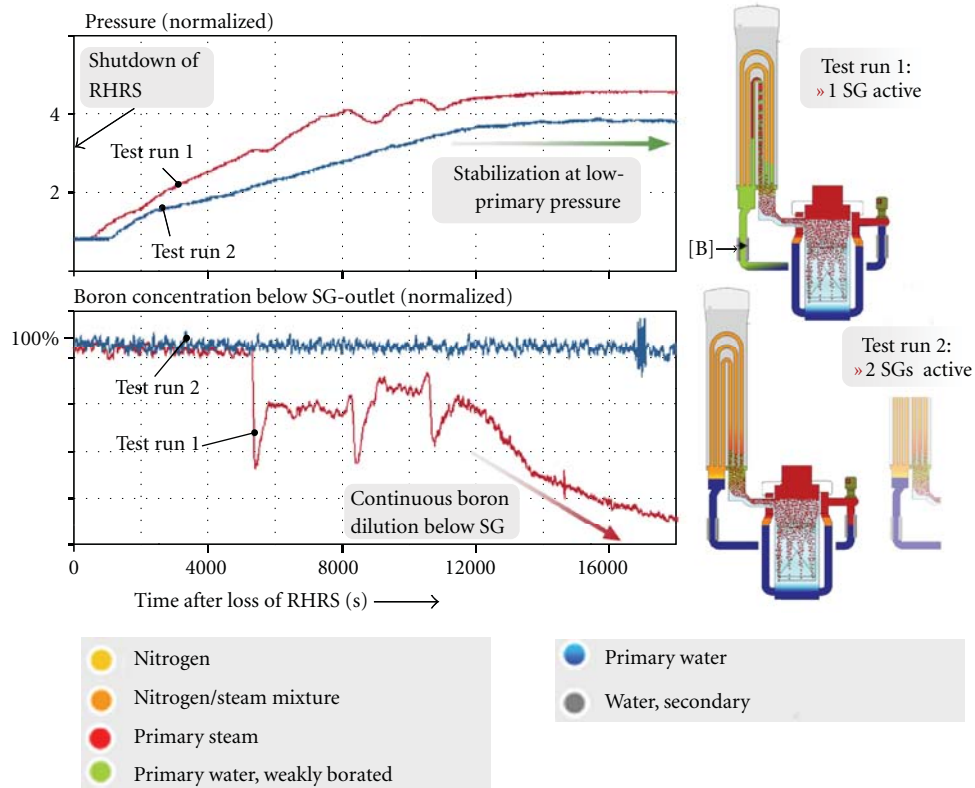 Pressure (normalized)
Shutdown of
RHRS
4
2
Test run 1
Test run 2
Stabilization at low-
primary pressure
Boron concentration below SG-outlet (normalized)
100%
Test run 2
Test run 1
Continuous boron
dilution below SG
0
4000
8000
12000
16000
Time after loss of RHRS (s)
Test run 1:
» 1 SG active
[B]
Test run 2:
» 2 SGs active
Nitrogen
Nitrogen/steam mixture
Primary steam
Primary water, weakly borated
Primary water
Water, secondary